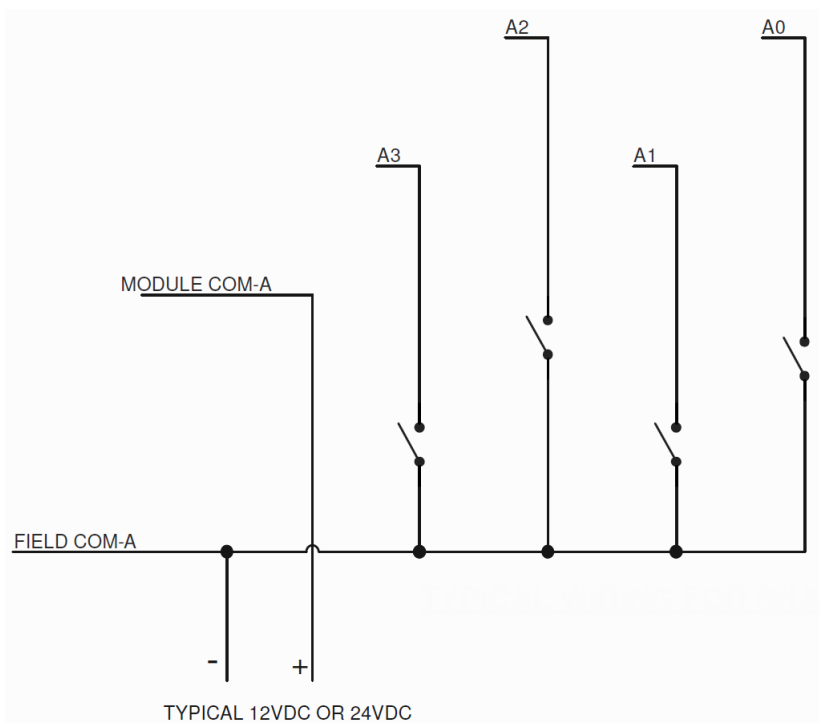 A2
A0
A3
A1
MODULE COM-A
FIELD COM-A
- +
TYPICAL 12VDC OR 24VDC